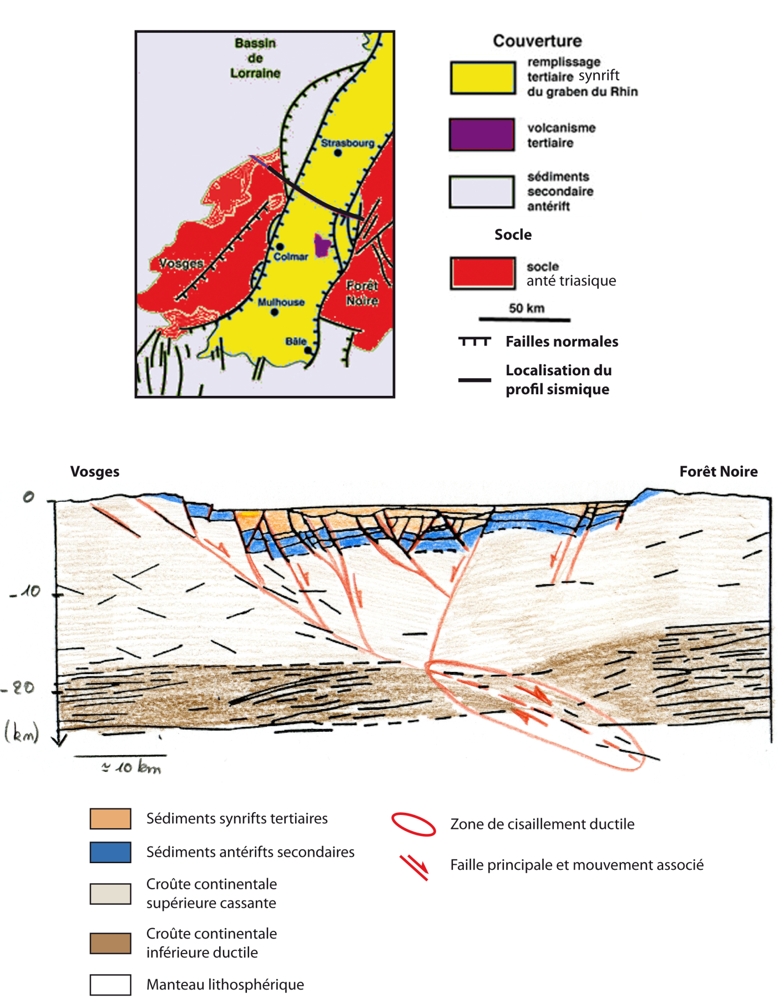 Bassin
de
Lorraine
Strasbourg
Vosges
Colmar
Forêt
Noire
Mulhouse
Bâle
Couverture
remplissage
tertiaire synrift
du graben du Rhin
volcanisme
tertiaire
sédiments
secondaire
antérift
Socle
socle
anté triasique
50 km
Failles normales
Localisation du
profil sismique
Vosges
Forêt Noire
0
-10
-20
(km)
≃ 10 km
Sédiments synrifts tertiaires
Sédiments antérifts secondaires
Croûte continentale
supérieure cassante
Croûte continentale
inférieure ductile
Manteau lithosphérique
Zone de cisaillement ductile
Faille principale et mouvement associé